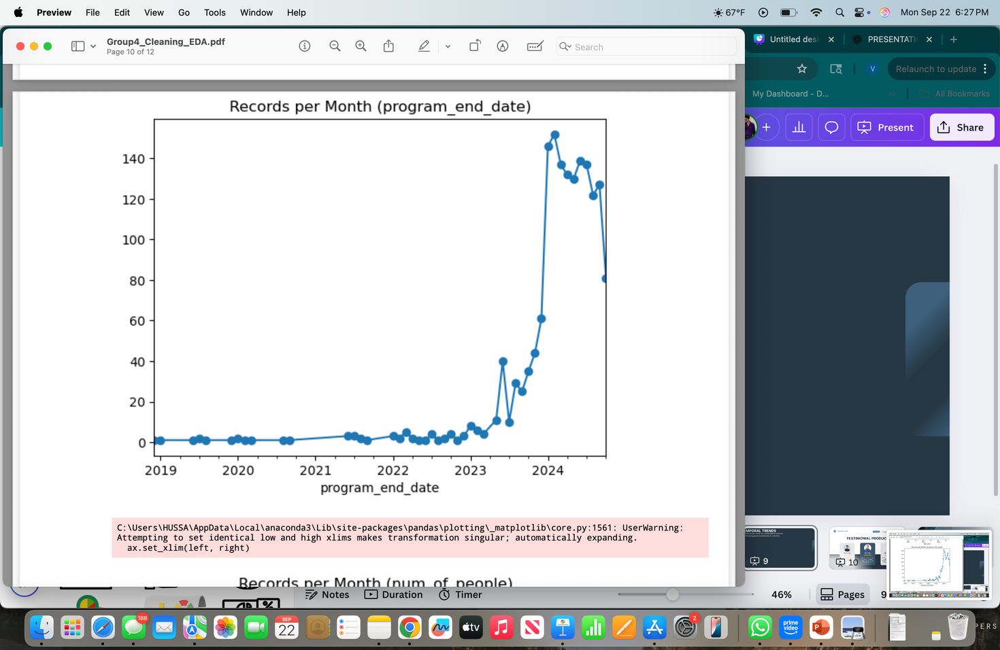 Preview File Edit View Go Tools Window Help 67°F Mon Sep 22 6:27 PM
Group4_Cleaning_EDA.pdf
Page 10 of 12
Search
Untitled desi
PRESENTATI
V
Relaunch to update
My Dashboard - D...
All Bookmarks
Present
Share
Records per Month (program_end_date)
140
120
100
80
60
40
20
0
2019 2020 2021 2022 2023 2024
program_end_date
C:\Users\HUSSA\AppData\Local\anaconda3\Lib\site-packages\pandas\plotting\_matplotlib\core.py:1561: UserWarning:
Attempting to set identical low and high xlims makes transformation singular; automatically expanding.
ax.set_xlim(left, right)
Records per Month (num_of_people)
MPORAL TRENDS
9
TESTIMONIAL PRODUC
10
Notes Duration Timer 46% Pages 9
%
188
SEP
22
tv
2
prime
video
P
PERS